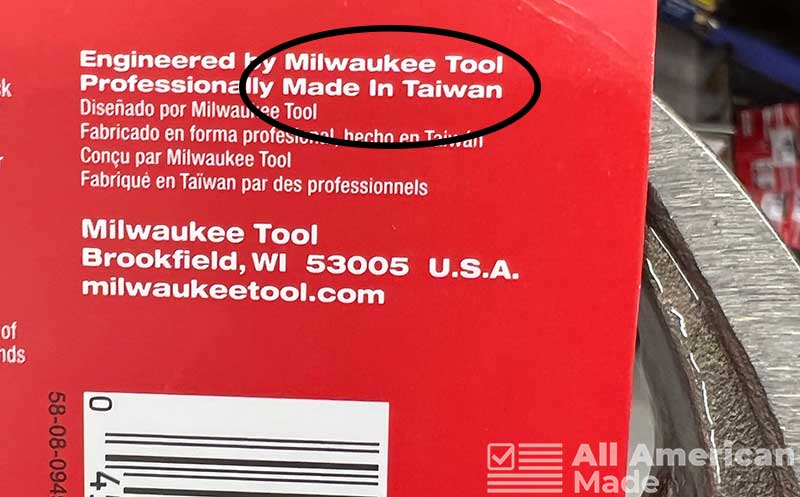 Engineered by Milwaukee Tool
Professionally Made In Taiwan
Diseñado por Milwaukee Tool
Fabricado en forma profesional, hecho en Taiwán
Conçu par Milwaukee Tool
Fabriqué en Taïwan par des professionnels
Milwaukee Tool
Brookfield, WI 53005 U.S.A.
milwaukeetool.com
of
0
All American
Made